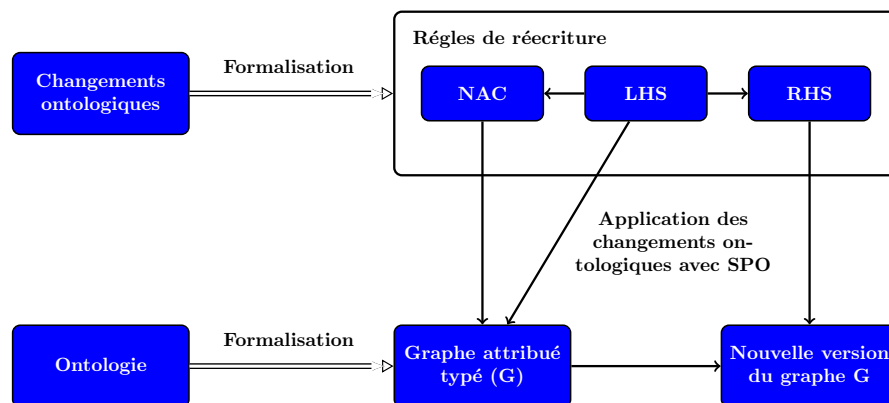 Régles de réecriture
Changements
ontologiques
Formalisation
NAC
LHS
RHS
Application des
changements on-
tologiques avec SPO
Ontologie
Formalisation
Graphe attribué
typé (G)
Nouvelle version
du graphe G